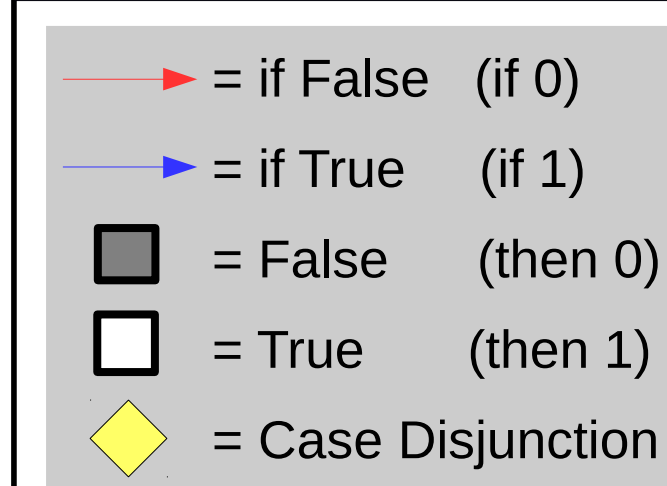 = if False (if 0)
= if True (if 1)
= False (then 0)
= True (then 1)
= Case Disjunction